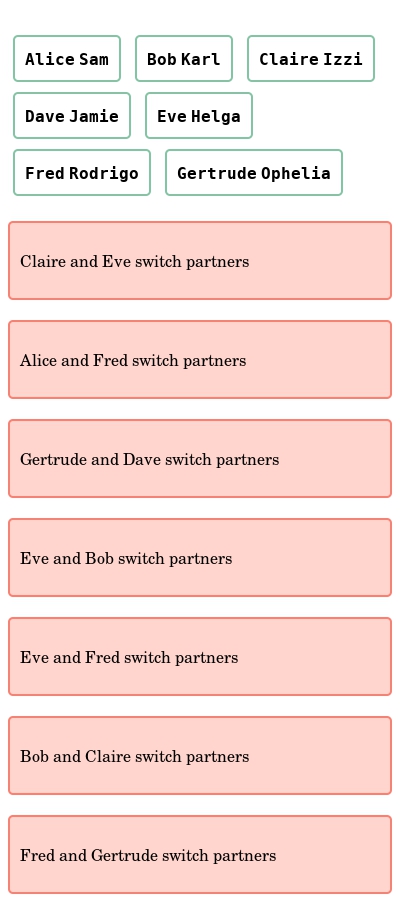 Alice Sam Bob Karl Claire Izzi
Dave Jamie Eve Helga
Fred Rodrigo Gertrude Ophelia
Claire and Eve switch partners
Alice and Fred switch partners
Gertrude and Dave switch partners
Eve and Bob switch partners
Eve and Fred switch partners
Bob and Claire switch partners
Fred and Gertrude switch partners